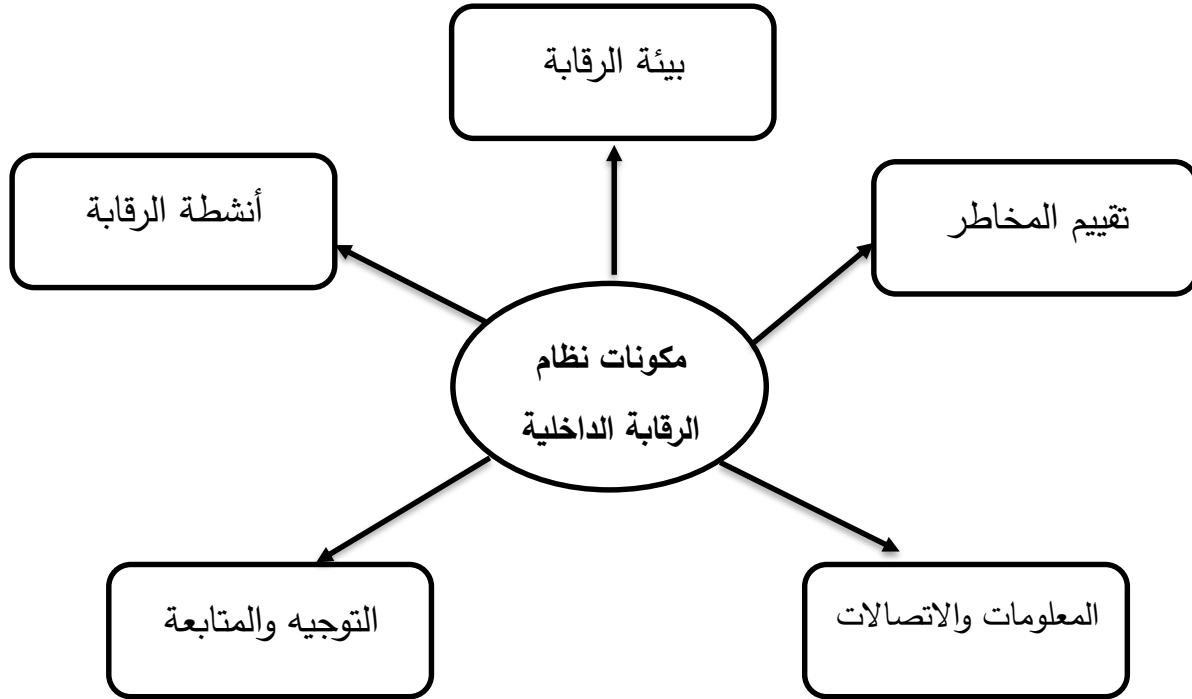 بيئة الرقابة
تقييم المخاطر
أنشطة الرقابة
مكونات نظام
الرقابة الداخلية
المعلومات والاتصالات
التوجيه والمتابعة